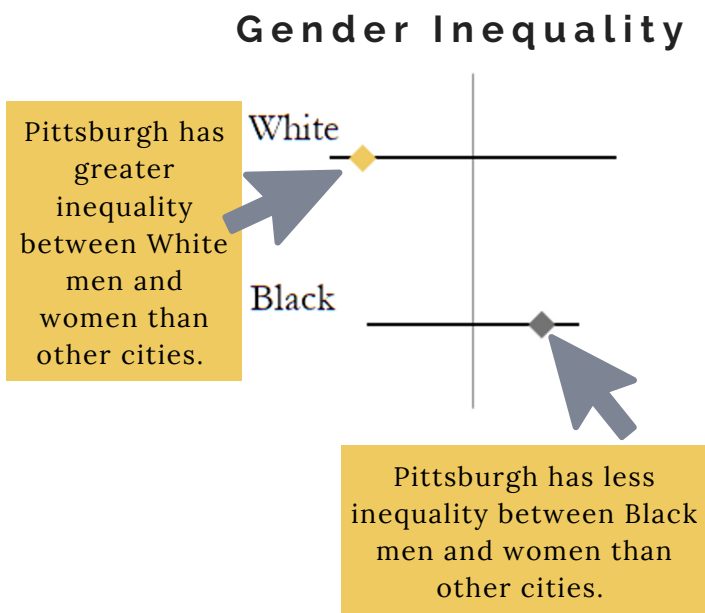 Gender Inequality
White
Pittsburgh has
greater
inequality
between White
men and
women than
other cities.
Black
Pittsburgh has less
inequality between Black
men and women than
other cities.